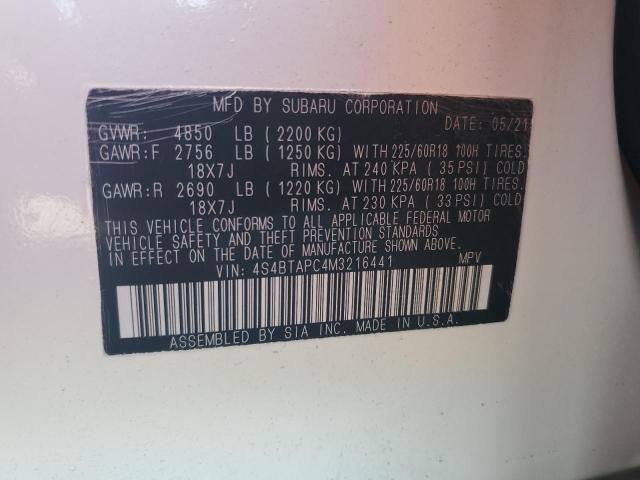 MFD BY SUBARU CORPORATION
DATE: 05/21
GVWR: 4850 LB (2200 KG)
GAWR:F 2756 LB (1250 KG) WITH 225/60R18 100H TIRES.
18X7J RIMS. AT 240 KPA (35 PSI) COLD
GAWR:R 2690 LB (1220 KG) WITH 225/60R18 100H TIRES.
18X7J RIMS. AT 230 KPA (33 PSI) COLD
THIS VEHICLE CONFORMS TO ALL APPLICABLE FEDERAL MOTOR
VEHICLE SAFETY AND THEFT PREVENTION STANDARDS
IN EFFECT ON THE DATE OF MANUFACTURE SHOWN ABOVE.
VIN: 4S4BTAPC4M3216441 MPV
ASSEMBLED BY SIA INC. MADE IN U.S.A.